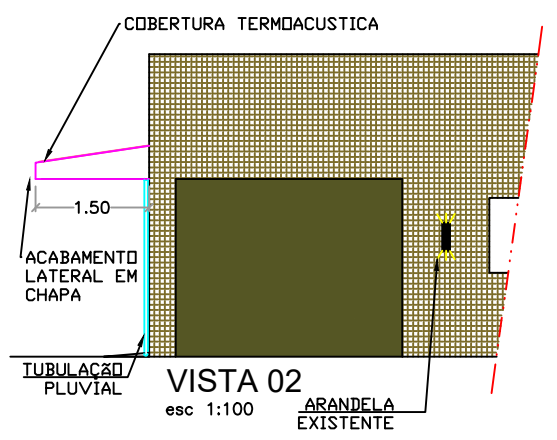 COBERTURA TERMOACUSTICA
1.50
ACABAMENTO
LATERAL EM
CHAPA
TUBULAÇÃO
PLUVIAL
VISTA 02
esc 1:100
ARANDELA
EXISTENTE